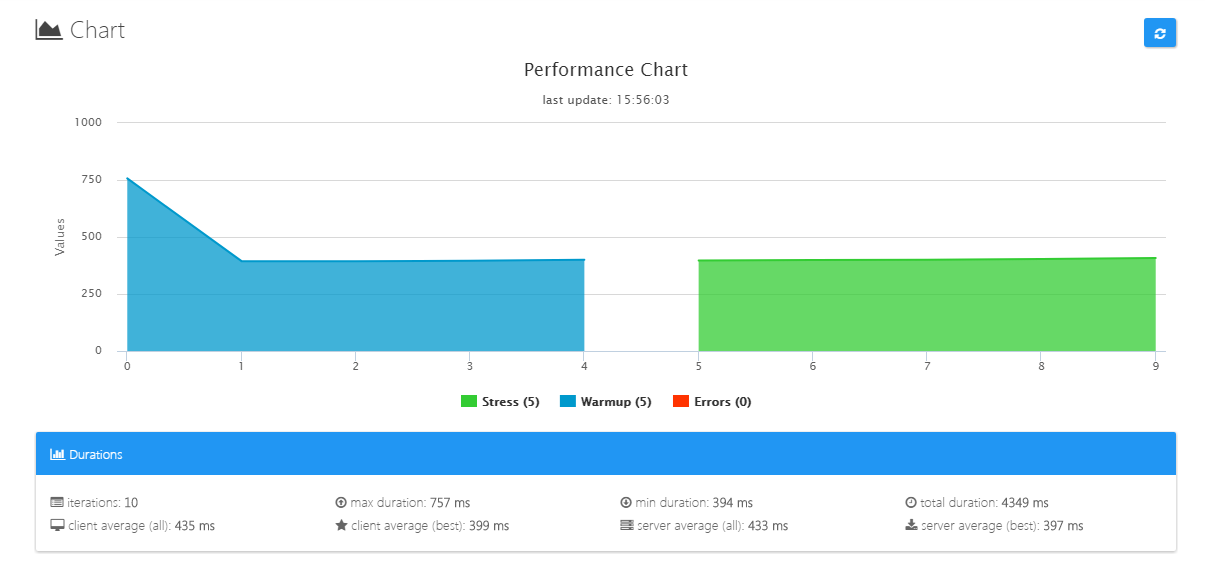 Chart
Performance Chart
last update: 15:56:03
1000
750
500
250
0
Values
0 1 2 3 4 5 6 7 8 9
Stress (5) Warmup (5) Errors (0)
Durations
iterations: 10 max duration: 757 ms min duration: 394 ms total duration: 4349 ms
client average (all): 435 ms client average (best): 399 ms server average (all): 433 ms server average (best): 397 ms